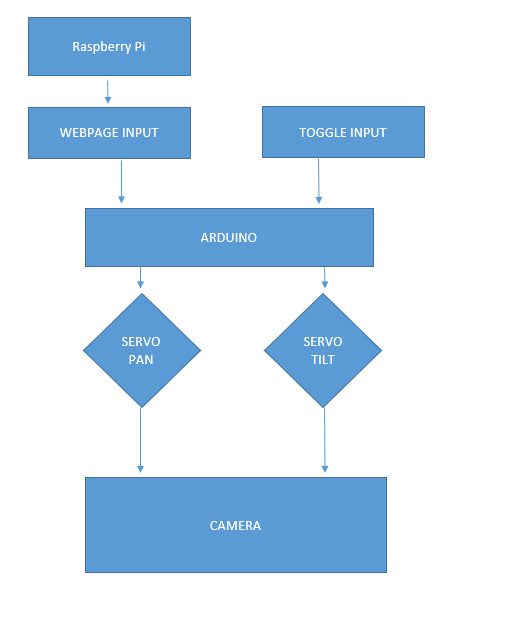 Raspberry Pi
WEBPAGE INPUT
TOGGLE INPUT
ARDUINO
SERVO
PAN
SERVO
TILT
CAMERA